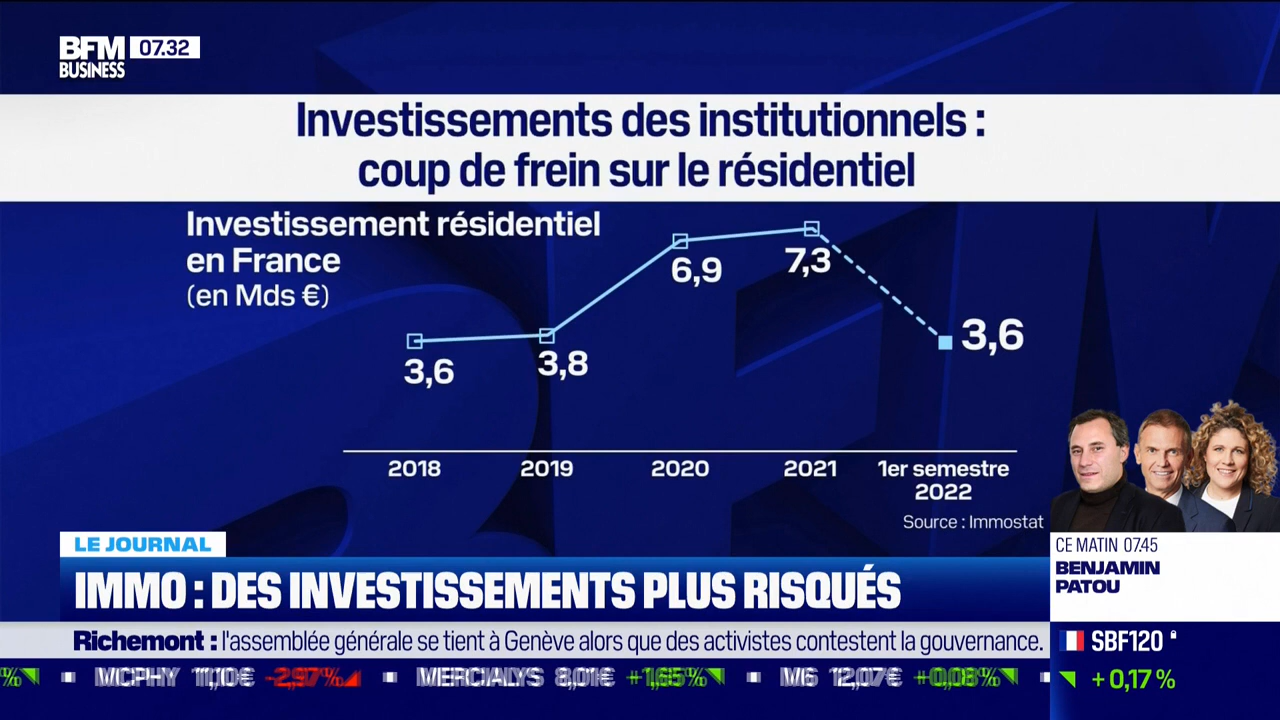 BFM
BUSINESS
07.32
Investissements des institutionnels :
coup de frein sur le résidentiel
Investissement résidentiel
en France
(en Mds €)
3,6
3,8
6,9
7,3
3,6
2018
2019
2020
2021
1er semestre
2022
Source : Immostat
LE JOURNAL
IMMO : DES INVESTISSEMENTS PLUS RISQUÉS
CE MATIN 07.45
BENJAMIN
PATOU
Richemont : l'assemblée générale se tient à Genève alors que des activistes contestent la gouvernance.
SBF120
% MCPHY 11,10€ -2,97% MERCIALYS 8,01€ +1,65% M6 12,07€ +0,08%
+0,17%